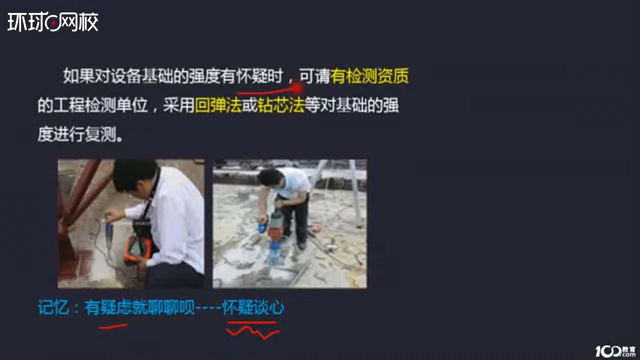 环球网校
如果对设备基础的强度有怀疑时，可请有检测资质
的工程检测单位，采用回弹法或钻芯法等对基础的强
度进行复测。
记忆：有疑虑就聊聊呗----怀疑谈心
100教育
.com